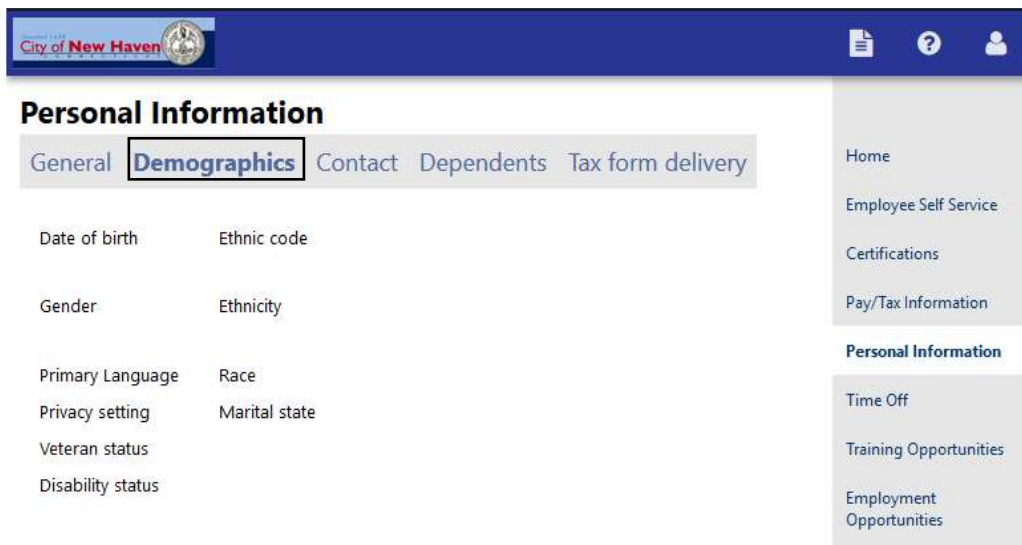 City of New Haven
Personal Information
General Demographics Contact Dependents Tax form delivery
Date of birth Ethnic code
Gender Ethnicity
Primary Language Race
Privacy setting Marital state
Veteran status
Disability status
Home
Employee Self Service
Certifications
Pay/Tax Information
Personal Information
Time Off
Training Opportunities
Employment
Opportunities